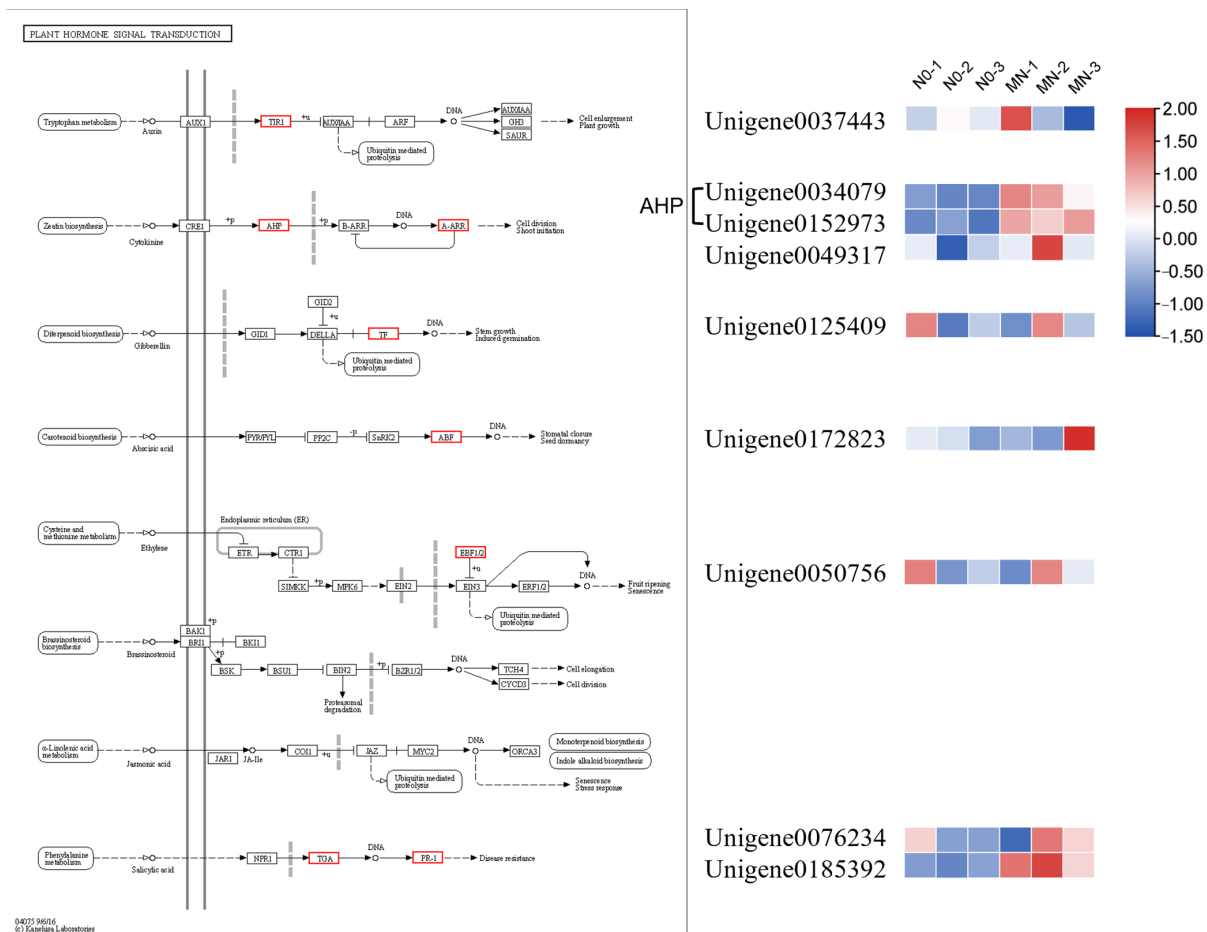 PLANT HORMONE SIGNAL TRANSDUCTION
Tryptophan metabolism
Auxin
AUX1
TIR1
+u
AUX/IAA
ARF
DNA
AUX/IAA
GH3
SAUR
Cell enlargement
Plant growth
Ubiquitin mediated
proteolysis
Zeatin biosynthesis
Cytokinine
CRE1
+p
AHP
+p
B-ARR
DNA
A-ARR
Cell division
Shoot initiation
Diterpenoid biosynthesis
Gibberellin
GID1
GID2
+u
DELLA
TF
DNA
Stem growth
Induced germination
Ubiquitin mediated
proteolysis
Carotenoid biosynthesis
Abscisic acid
PYR/PYL
PP2C
-p
SnRK2
ABF
DNA
Stomatal closure
Seed dormancy
Cysteine and
methionine metabolism
Ethylene
Endoplasmic reticulum (ER)
ETR
CTR1
SIMKK
+p
MPK6
EIN2
EBF1/2
+u
EIN3
ERF1/2
DNA
Fruit ripening
Senescence
Ubiquitin mediated
proteolysis
Brassinosteroid
biosynthesis
Brassinosteroid
BAK1
+p
BRI1
BKI1
+p
BSK
BSU1
BIN2
+p
BZR1/2
DNA
TCH4
Cell elongation
CYCD3
Cell division
Proteasomal
degradation
α-Linolenic acid
metabolism
Jasmonic acid
JAR1
JA-Ile
COI1
+u
JAZ
MYC2
DNA
ORCA3
Monoterpenoid biosynthesis
Indole alkaloid biosynthesis
Ubiquitin mediated
proteolysis
Senescence
Stress response
Phenylalanine
metabolism
Salicylic acid
NPR1
TGA
DNA
PR-1
Disease resistance
04075 9/6/16
(c) Kanehisa Laboratories
N0-1
N0-2
N0-3
MN-1
MN-2
MN-3
Unigene0037443
AHP
Unigene0034079
Unigene0152973
Unigene0049317
Unigene0125409
Unigene0172823
Unigene0050756
Unigene0076234
Unigene0185392
2.00
1.50
1.00
0.50
0.00
−0.50
−1.00
−1.50